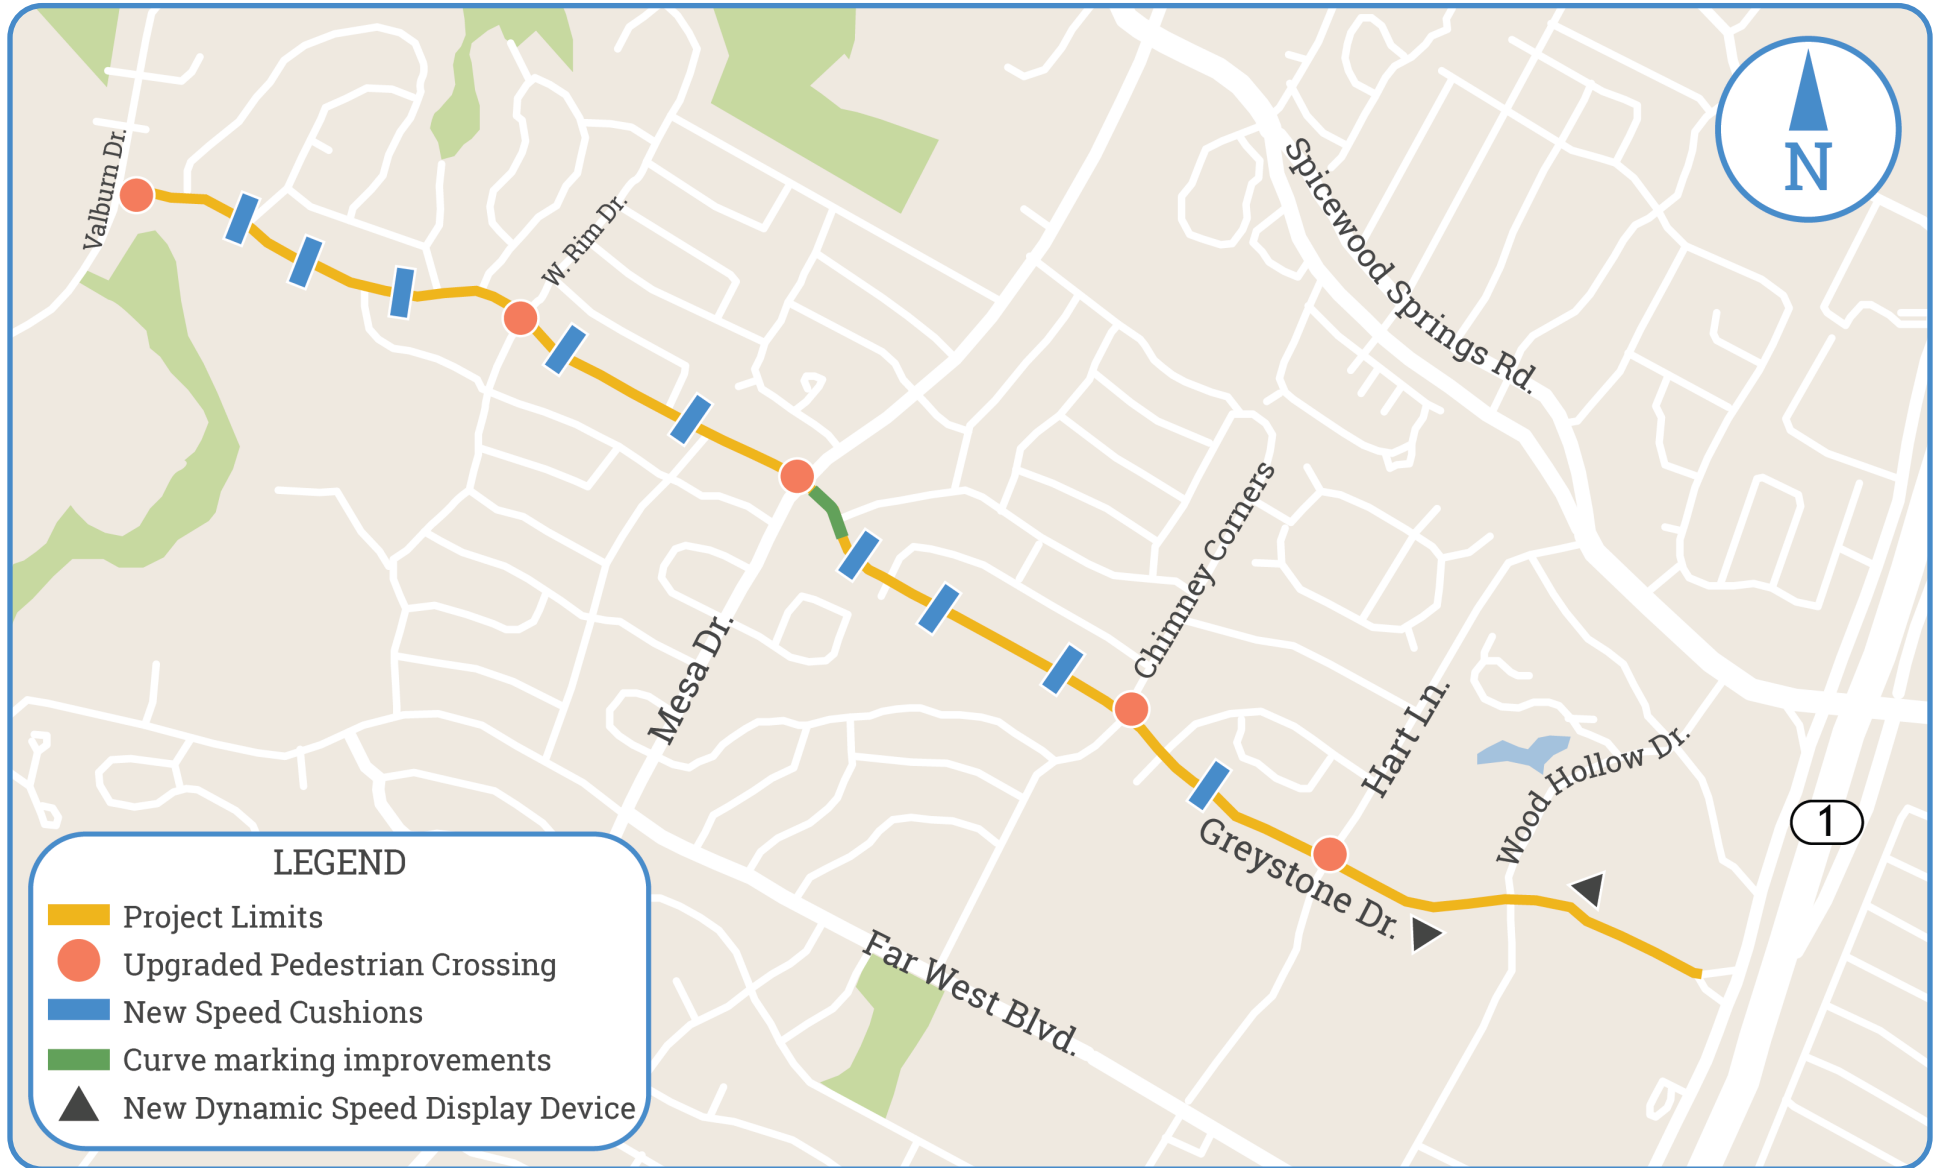 N
Valburn Dr.
W. Rim Dr.
Spicewood Springs Rd.
Mesa Dr.
Chimney Corners
Hart Ln.
Wood Hollow Dr.
1
Greystone Dr.
Far West Blvd.
LEGEND
Project Limits
Upgraded Pedestrian Crossing
New Speed Cushions
Curve marking improvements
New Dynamic Speed Display Device